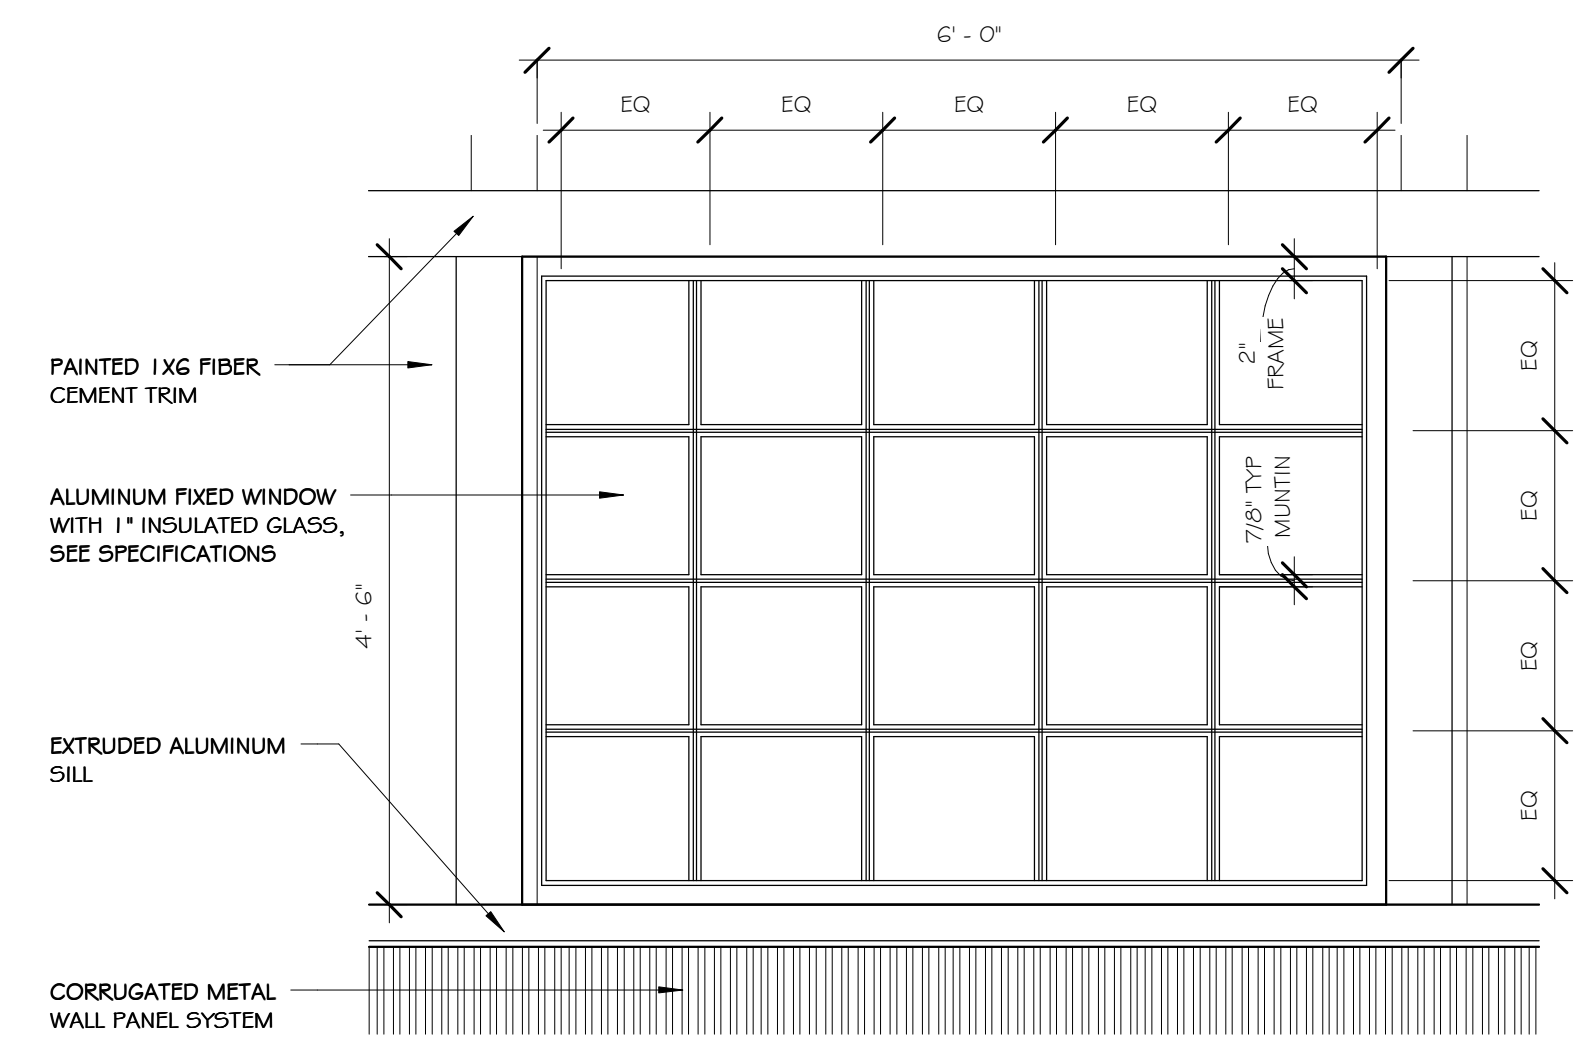 6' - 0"
EQ EQ EQ EQ EQ
PAINTED 1X6 FIBER
CEMENT TRIM
2"
FRAME
EQ
ALUMINUM FIXED WINDOW
WITH 1" INSULATED GLASS,
SEE SPECIFICATIONS
7/8" TYP
MUNTIN
EQ
4' - 6"
EQ
EXTRUDED ALUMINUM
SILL
EQ
CORRUGATED METAL
WALL PANEL SYSTEM